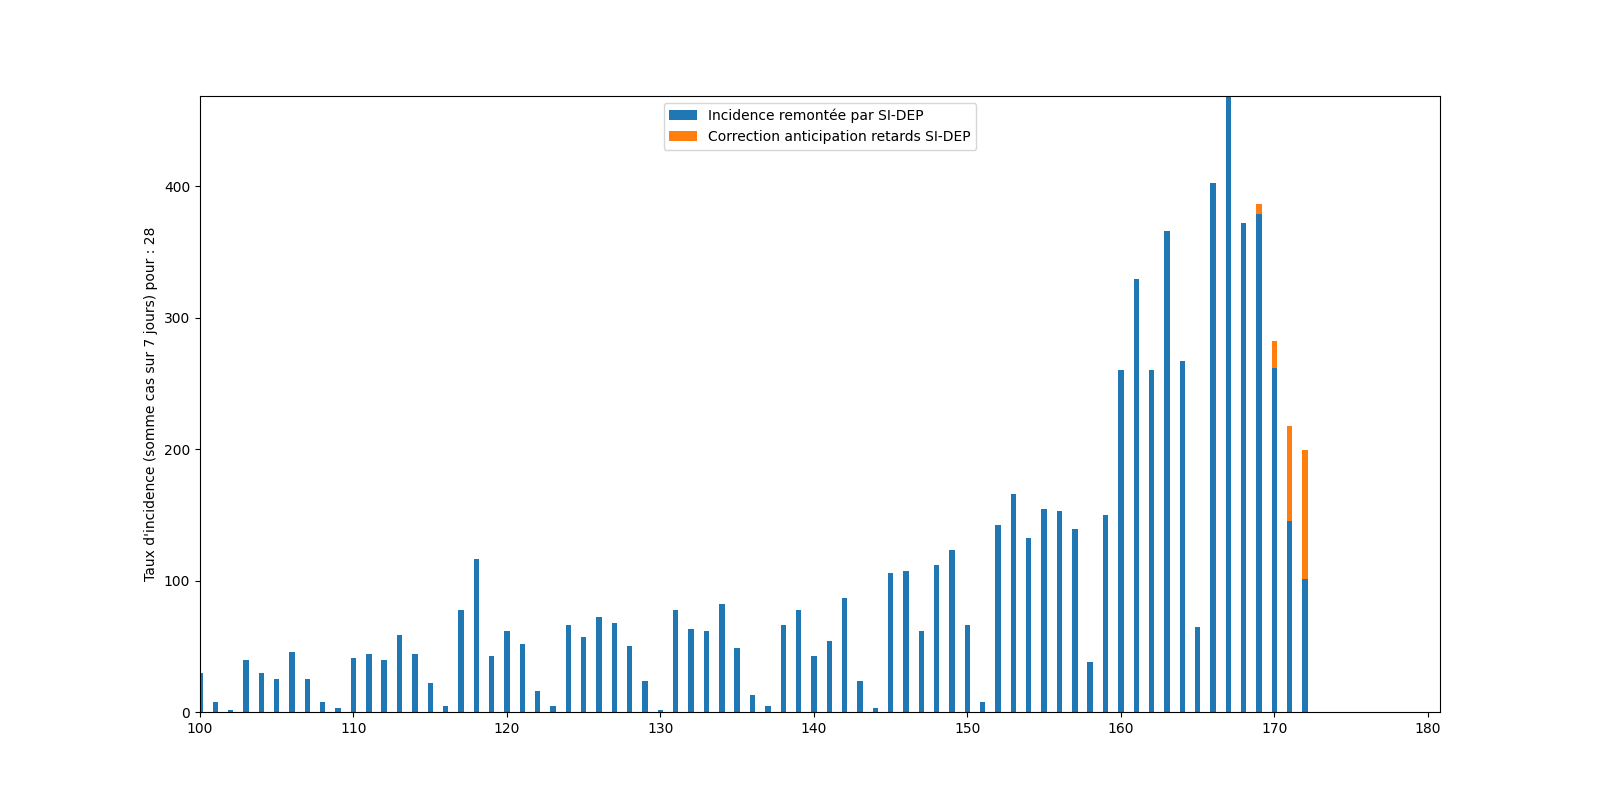 Incidence remontée par SI-DEP
Correction anticipation retards SI-DEP
Taux d'incidence (somme cas sur 7 jours) pour : 28
400
300
200
100
0
100 110 120 130 140 150 160 170 180